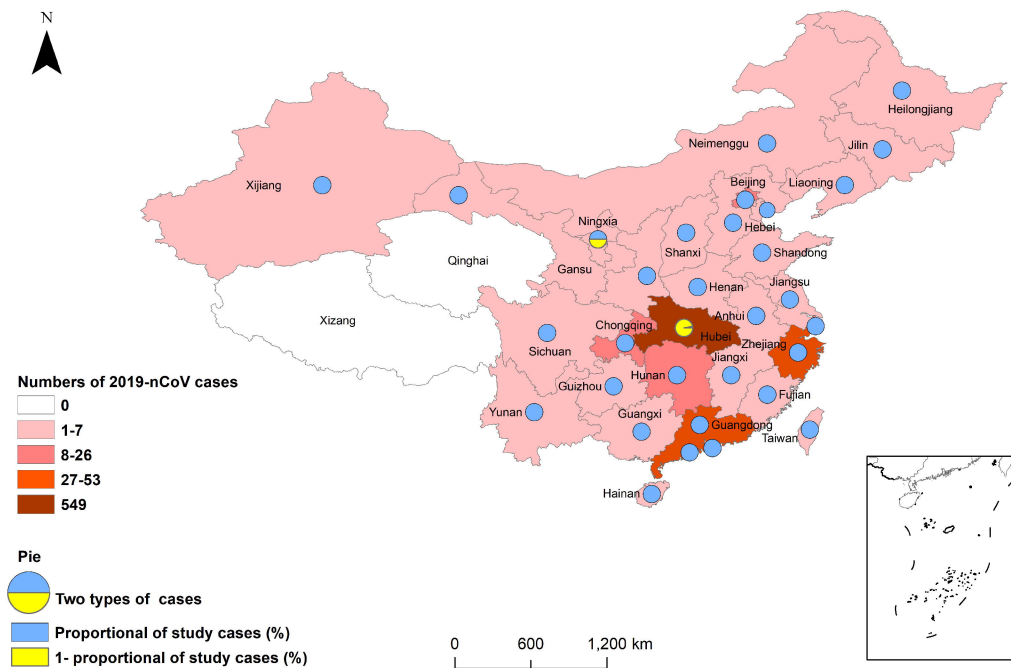 N
Heilongjiang
Neimenggu
Jilin
Xijiang
Beijing
Liaoning
Ningxia
Hebei
Shanxi
Shandong
Qinghai
Gansu
Henan
Jiangsu
Xizang
Anhui
Chongqing
Hubei
Zhejiang
Sichuan
Jiangxi
Hunan
Guizhou
Fujian
Yunan
Guangxi
Guangdong
Taiwan
Hainan
Numbers of 2019-nCoV cases
0
1-7
8-26
27-53
549
Pie
Two types of cases
Proportional of study cases (%)
1- proportional of study cases (%)
0 600 1,200 km